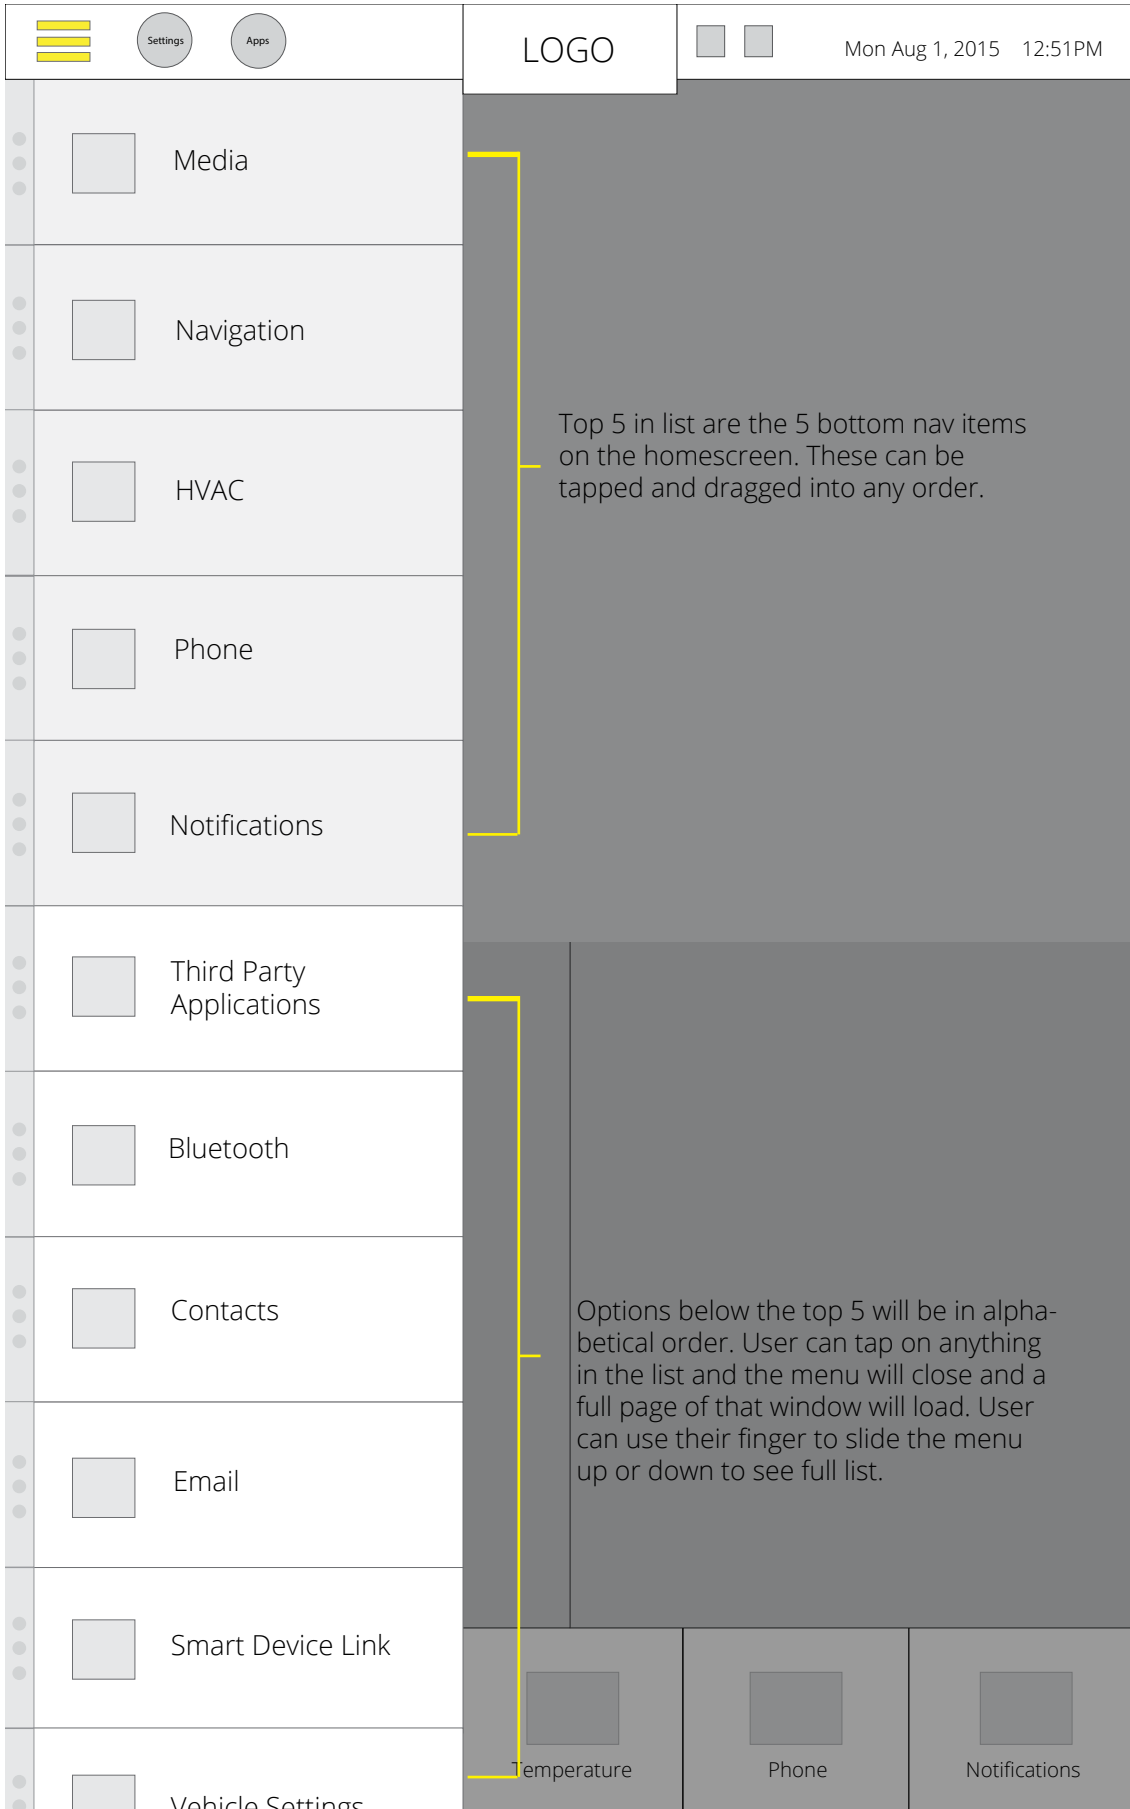 Settings
Apps
LOGO
Mon Aug 1, 2015 12:51PM
Media
Navigation
HVAC
Phone
Notifications
Third Party
Applications
Bluetooth
Contacts
Email
Smart Device Link
Vehicle Settings
Top 5 in list are the 5 bottom nav items
on the homescreen. These can be
tapped and dragged into any order.
Options below the top 5 will be in alpha-
betical order. User can tap on anything
in the list and the menu will close and a
full page of that window will load. User
can use their finger to slide the menu
up or down to see full list.
Temperature
Phone
Notifications